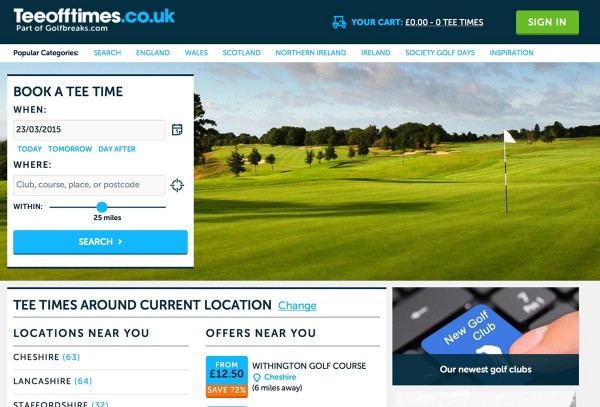 Teeofftimes.co.uk
Part of Golfbreaks.com
YOUR CART: £0.00 - 0 TEE TIMES
SIGN IN
Popular Categories: SEARCH ENGLAND WALES SCOTLAND NORTHERN IRELAND IRELAND SOCIETY GOLF DAYS INSPIRATION
BOOK A TEE TIME
WHEN:
23/03/2015
TODAY TOMORROW DAY AFTER
WHERE:
Club, course, place, or postcode
WITHIN:
25 miles
SEARCH ›
TEE TIMES AROUND CURRENT LOCATION Change
LOCATIONS NEAR YOU
CHESHIRE (63)
LANCASHIRE (64)
STAFFORDSHIRE (32)
OFFERS NEAR YOU
FROM
£12.50
SAVE 72%
WITHINGTON GOLF COURSE
Cheshire
(6 miles away)
New Golf
Club
Our newest golf clubs